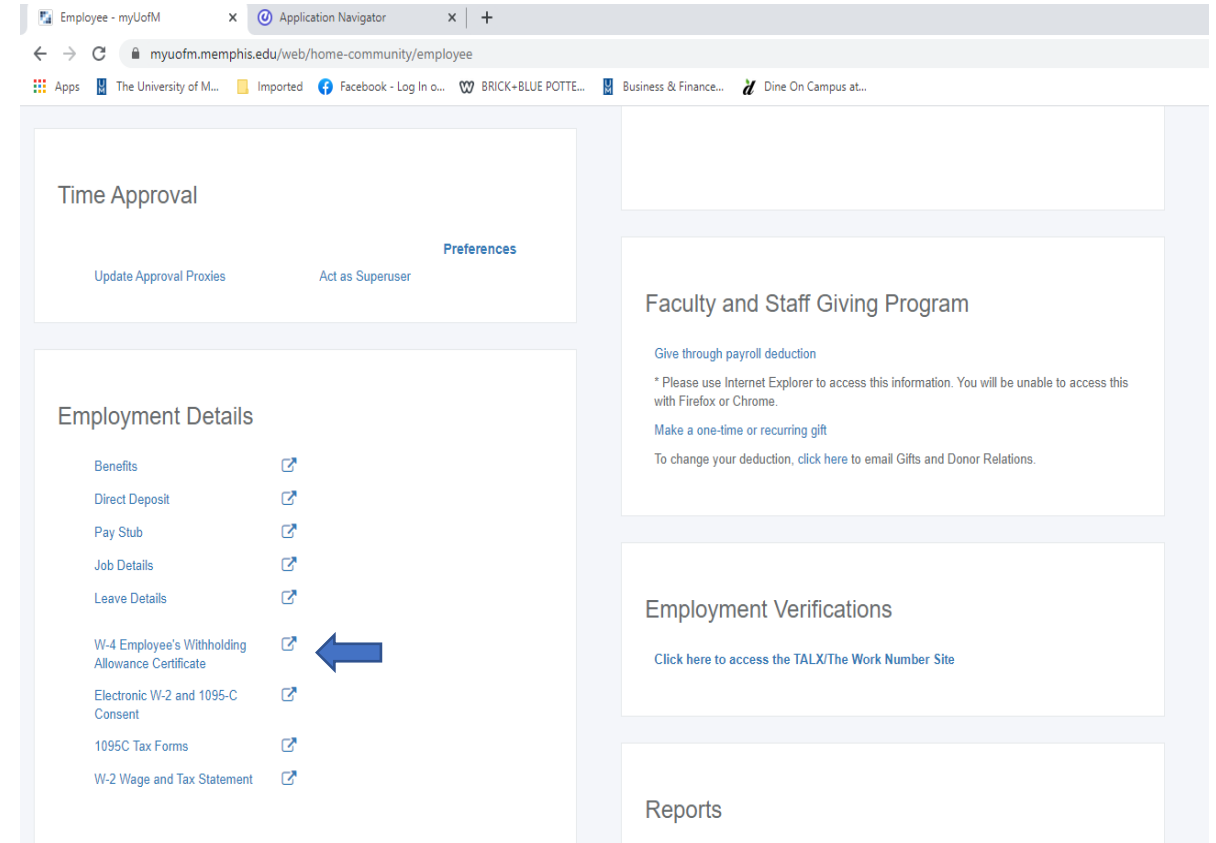 Employee - myUofM
Application Navigator
myuofm.memphis.edu/web/home-community/employee
Apps
The University of M...
Imported
Facebook - Log In o...
BRICK+BLUE POTTE...
Business & Finance...
Dine On Campus at...
Time Approval
Preferences
Update Approval Proxies
Act as Superuser
Employment Details
Benefits
Direct Deposit
Pay Stub
Job Details
Leave Details
W-4 Employee's Withholding
Allowance Certificate
Electronic W-2 and 1095-C
Consent
1095C Tax Forms
W-2 Wage and Tax Statement
Faculty and Staff Giving Program
Give through payroll deduction
* Please use Internet Explorer to access this information. You will be unable to access this
with Firefox or Chrome.
Make a one-time or recurring gift
To change your deduction, click here to email Gifts and Donor Relations.
Employment Verifications
Click here to access the TALX/The Work Number Site
Reports